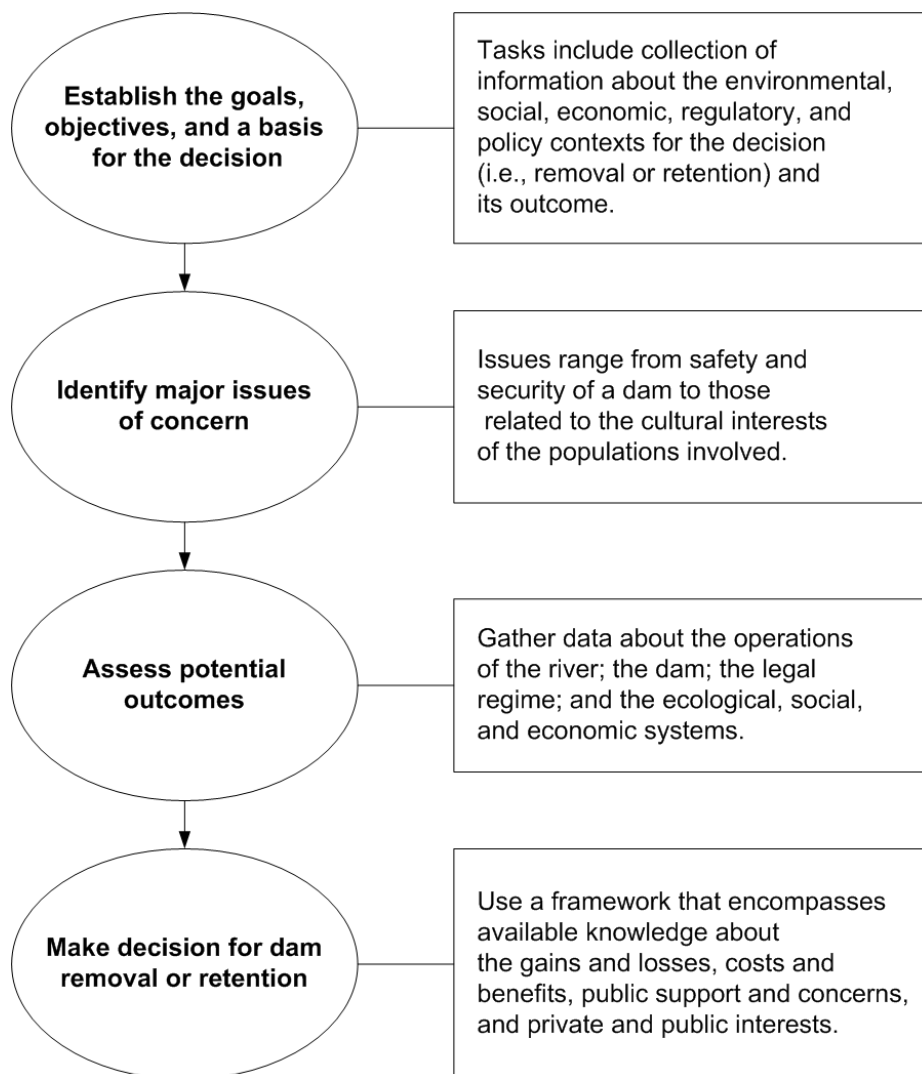 Establish the goals,
objectives, and a basis
for the decision
Tasks include collection of
information about the environmental,
social, economic, regulatory, and
policy contexts for the decision
(i.e., removal or retention) and
its outcome.
Identify major issues
of concern
Issues range from safety and
security of a dam to those
related to the cultural interests
of the populations involved.
Assess potential
outcomes
Gather data about the operations
of the river; the dam; the legal
regime; and the ecological, social,
and economic systems.
Make decision for dam
removal or retention
Use a framework that encompasses
available knowledge about
the gains and losses, costs and
benefits, public support and concerns,
and private and public interests.